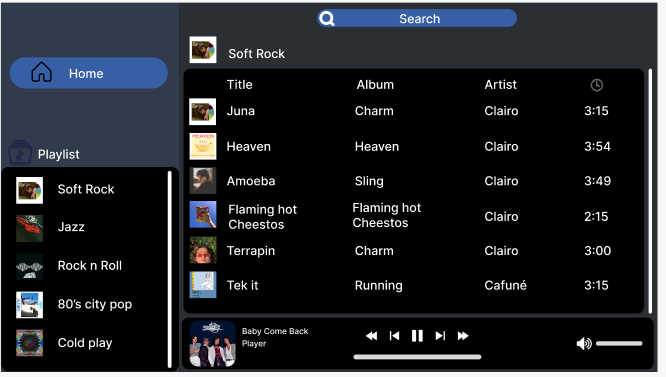 Search
Home
Playlist
Soft Rock
Jazz
Rock n Roll
80's city pop
Cold play
Soft Rock
Title Album Artist
Juna Charm Clairo 3:15
HEAVEN
Heaven Heaven Clairo 3:54
Amoeba Sling Clairo 3:49
Flaming hot Flaming hot
Cheestos Cheestos Clairo 2:15
Terrapin Charm Clairo 3:00
Tek it Running Cafuné 3:15
Baby Come Back
Player